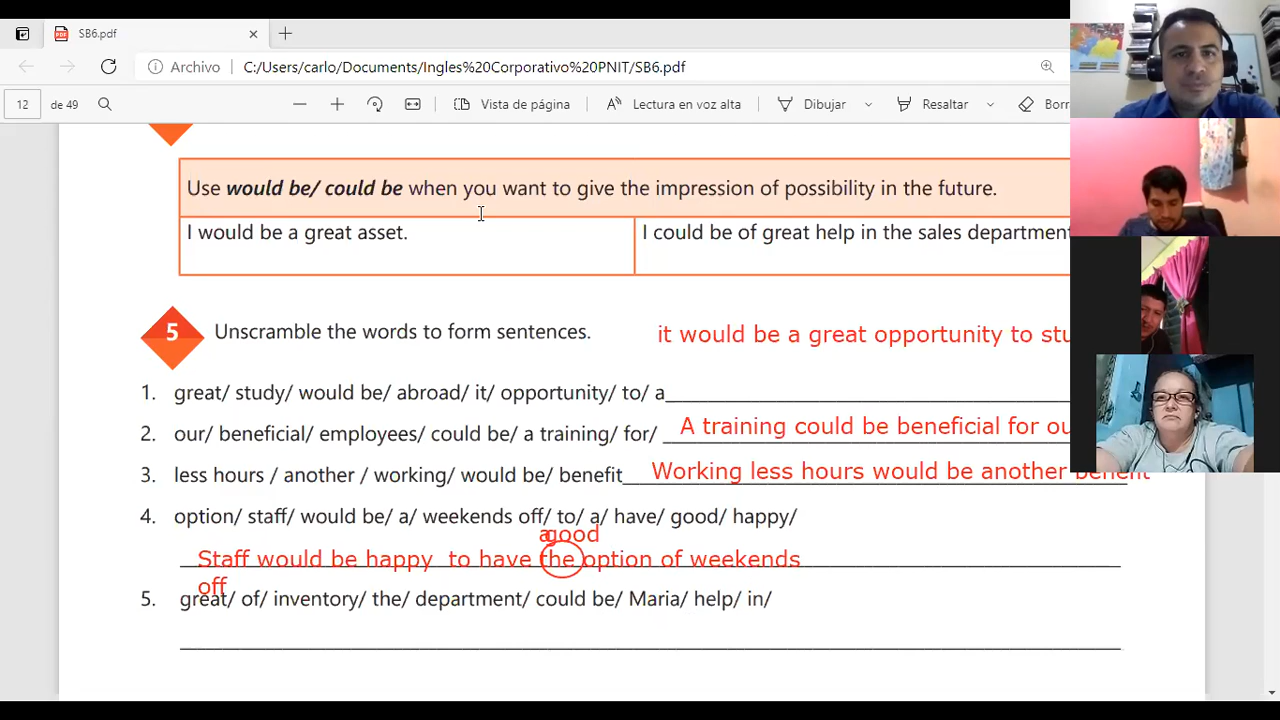 SB6.pdf
Archivo C:/Users/carlo/Documents/Inglés%20Corporativo%20PNIT/SB6.pdf
12 de 49 Vista de página Lectura en voz alta Dibujar Resaltar Borr
Use would be/ could be when you want to give the impression of possibility in the future.
I would be a great asset. I could be of great help in the sales department
5 Unscramble the words to form sentences. it would be a great opportunity to stu
1. great/ study/ would be/ abroad/ it/ opportunity/ to/ a
2. our/ beneficial/ employees/ could be/ a training/ for/ A training could be beneficial for ou
3. less hours / another / working/ would be/ benefit Working less hours would be another benefit
4. option/ staff/ would be/ a/ weekends off/ to/ a/ have/ good/ happy/
a good
Staff would be happy to have the option of weekends
off
5. great/ of/ inventory/ the/ department/ could be/ Maria/ help/ in/